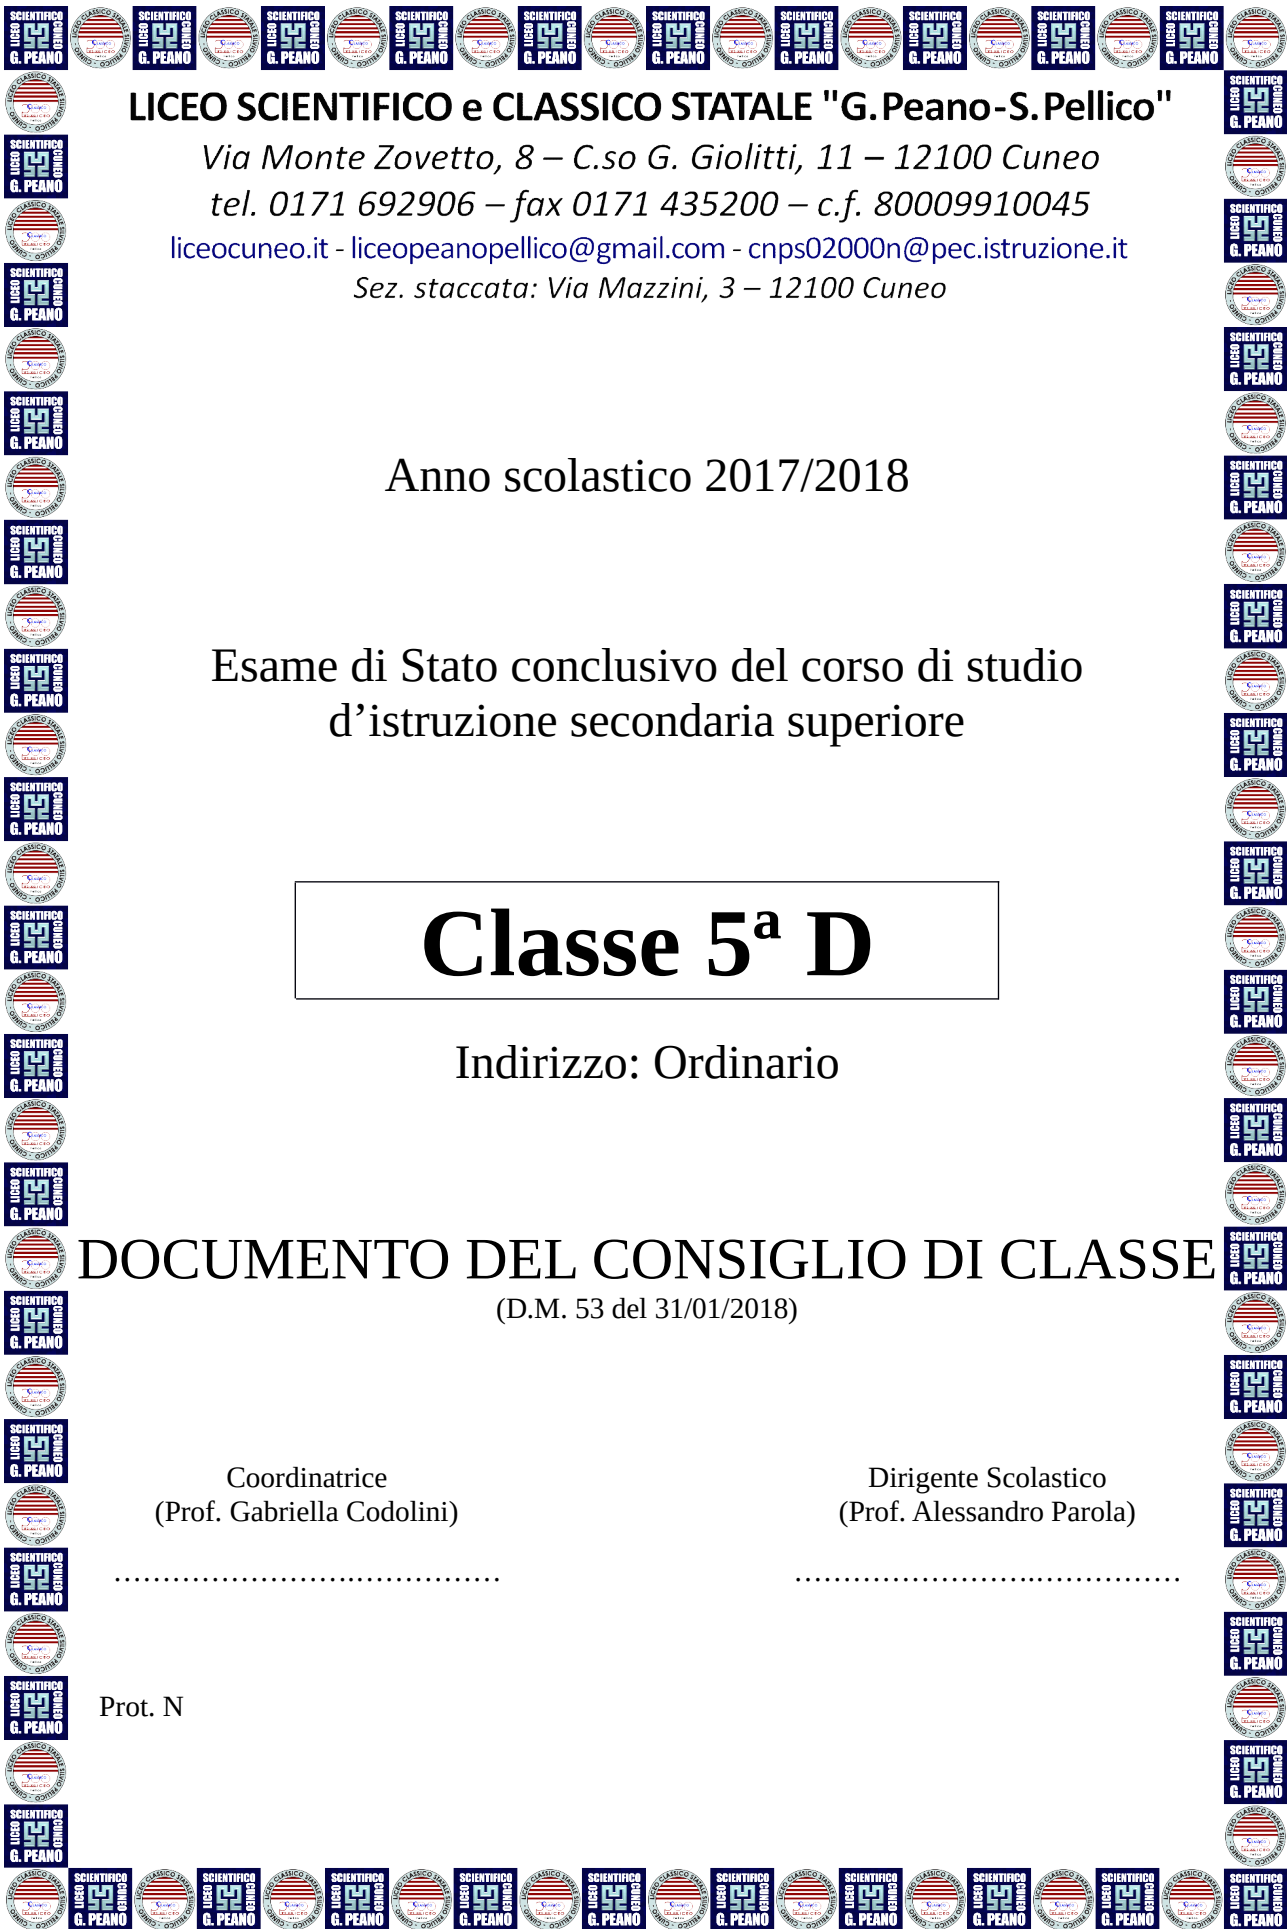 LICEO SCIENTIFICO e CLASSICO STATALE "G.Peano-S.Pellico"
Via Monte Zovetto, 8 – C.so G. Giolitti, 11 – 12100 Cuneo
tel. 0171 692906 – fax 0171 435200 – c.f. 80009910045
liceocuneo.it - liceopeanopellico@gmail.com - cnps02000n@pec.istruzione.it
Sez. staccata: Via Mazzini, 3 – 12100 Cuneo
Anno scolastico 2017/2018
Esame di Stato conclusivo del corso di studio
d’istruzione secondaria superiore
Classe 5ª D
Indirizzo: Ordinario
DOCUMENTO DEL CONSIGLIO DI CLASSE
(D.M. 53 del 31/01/2018)
Coordinatrice
(Prof. Gabriella Codolini)
…………………….……………
Dirigente Scolastico
(Prof. Alessandro Parola)
…………………….……………
Prot. N